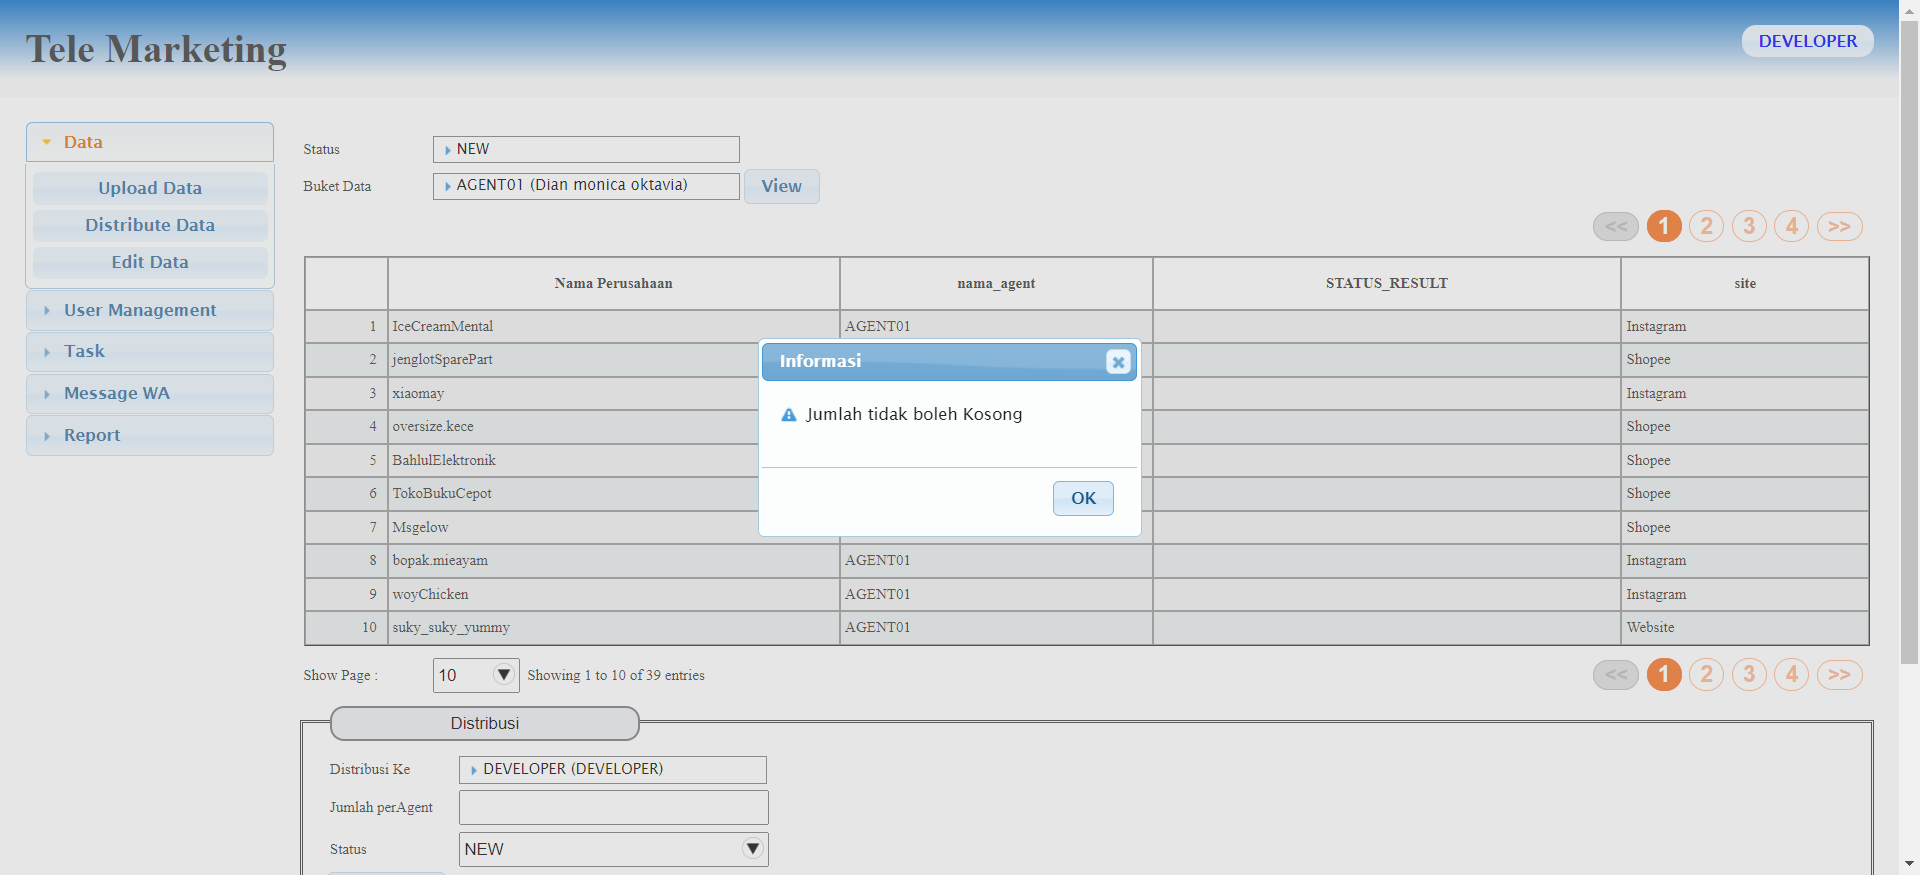 Tele Marketing
DEVELOPER
Data
Upload Data
Distribute Data
Edit Data
User Management
Task
Message WA
Report
Status NEW
Buket Data AGENT01 (Dian monica oktavia) View
<< 1 2 3 4 >>
Nama Perusahaan nama_agent STATUS_RESULT site
1 IceCreamMental AGENT01 Instagram
2 jenglotSparePart Shopee
3 xiaomay Instagram
4 oversize.kece Shopee
5 BahlulElektronik Shopee
6 TokoBukuCepot Shopee
7 Msgelow Shopee
8 bopak.mieayam AGENT01 Instagram
9 woyChicken AGENT01 Instagram
10 suky_suky_yummy AGENT01 Website
Informasi
Jumlah tidak boleh Kosong
OK
Show Page : 10 Showing 1 to 10 of 39 entries
<< 1 2 3 4 >>
Distribusi
Distribusi Ke DEVELOPER (DEVELOPER)
Jumlah perAgent
Status NEW